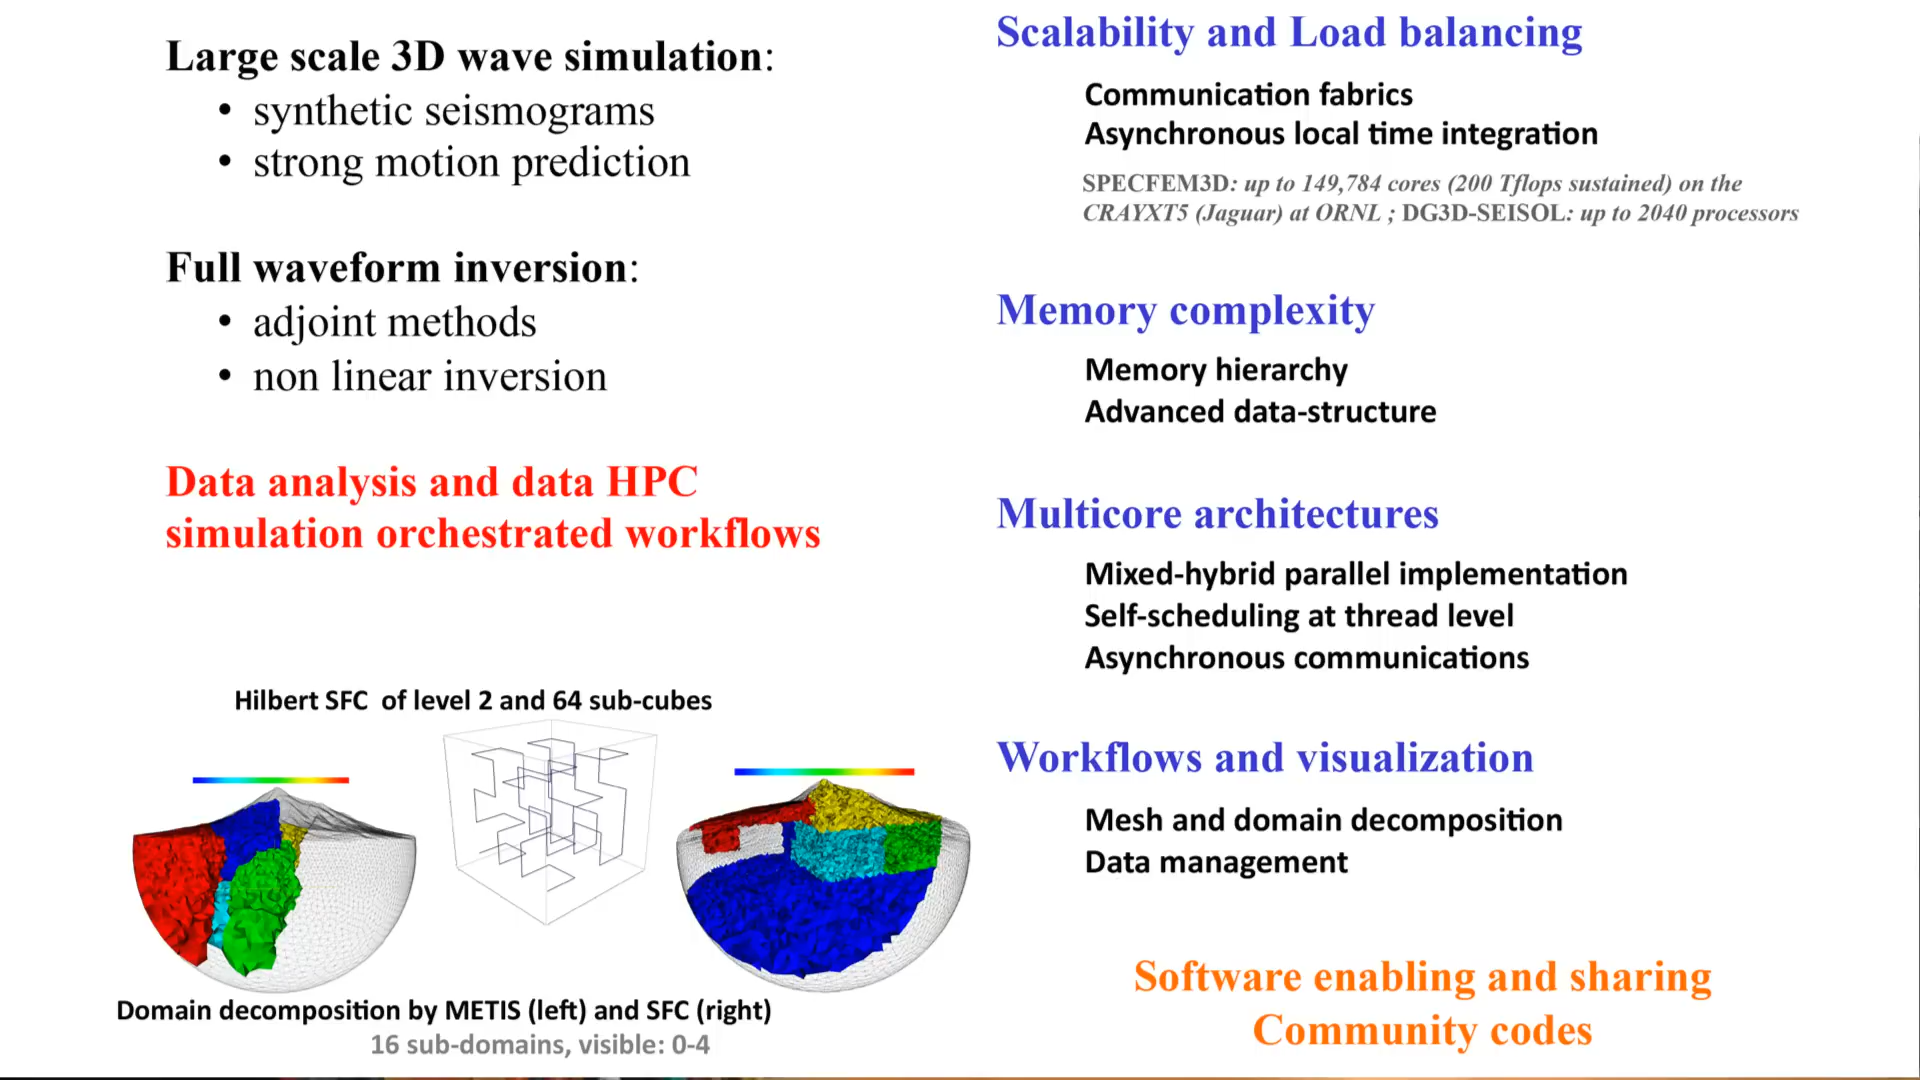 Large scale 3D wave simulation:
• synthetic seismograms
• strong motion prediction
Full waveform inversion:
• adjoint methods
• non linear inversion
Data analysis and data HPC
simulation orchestrated workflows
Hilbert SFC of level 2 and 64 sub-cubes
Domain decomposition by METIS (left) and SFC (right)
16 sub-domains, visible: 0-4
Scalability and Load balancing
Communication fabrics
Asynchronous local time integration
SPECFEM3D: up to 149,784 cores (200 Tflops sustained) on the
CRAYXT5 (Jaguar) at ORNL ; DG3D-SEISOL: up to 2040 processors
Memory complexity
Memory hierarchy
Advanced data-structure
Multicore architectures
Mixed-hybrid parallel implementation
Self-scheduling at thread level
Asynchronous communications
Workflows and visualization
Mesh and domain decomposition
Data management
Software enabling and sharing
Community codes